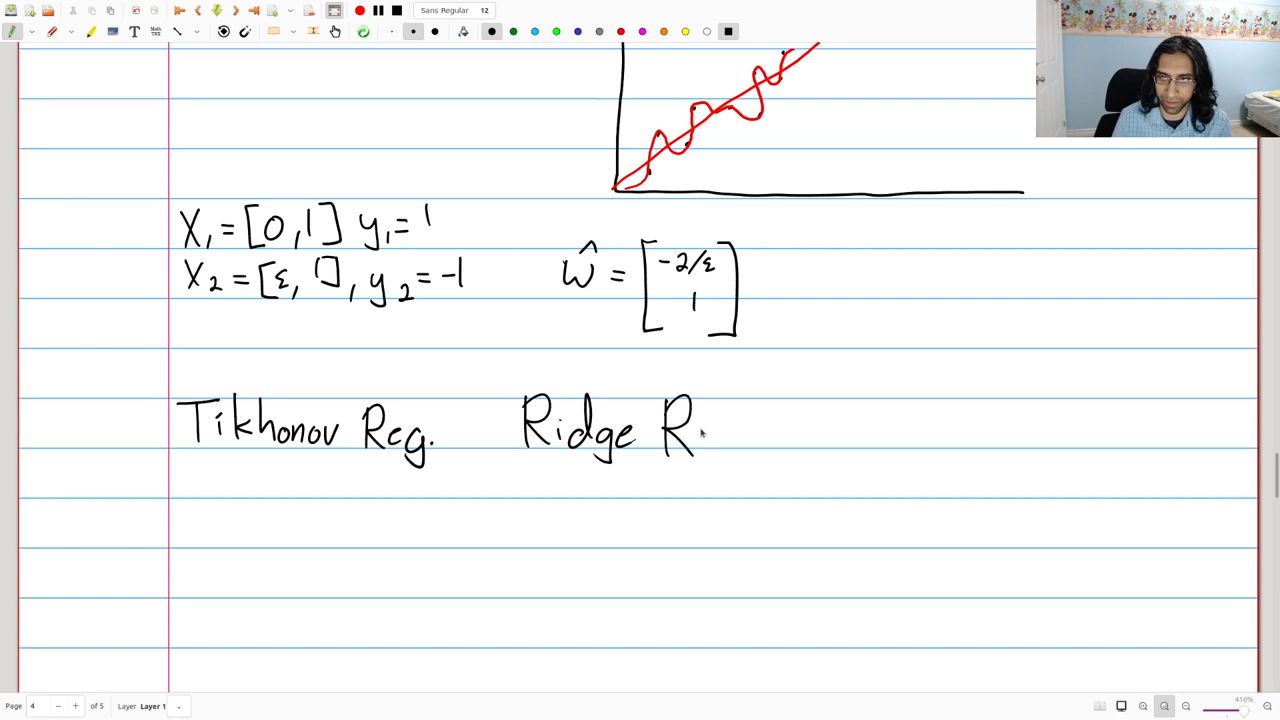 Sans Regular 12
X₁ = [0, 1] y₁ = 1
X₂ = [ε, 1], y₂ = -1
ŵ = [-2/ε
1]
Tikhonov Reg. Ridge R
Page 4 of 5 Layer Layer 1 416%